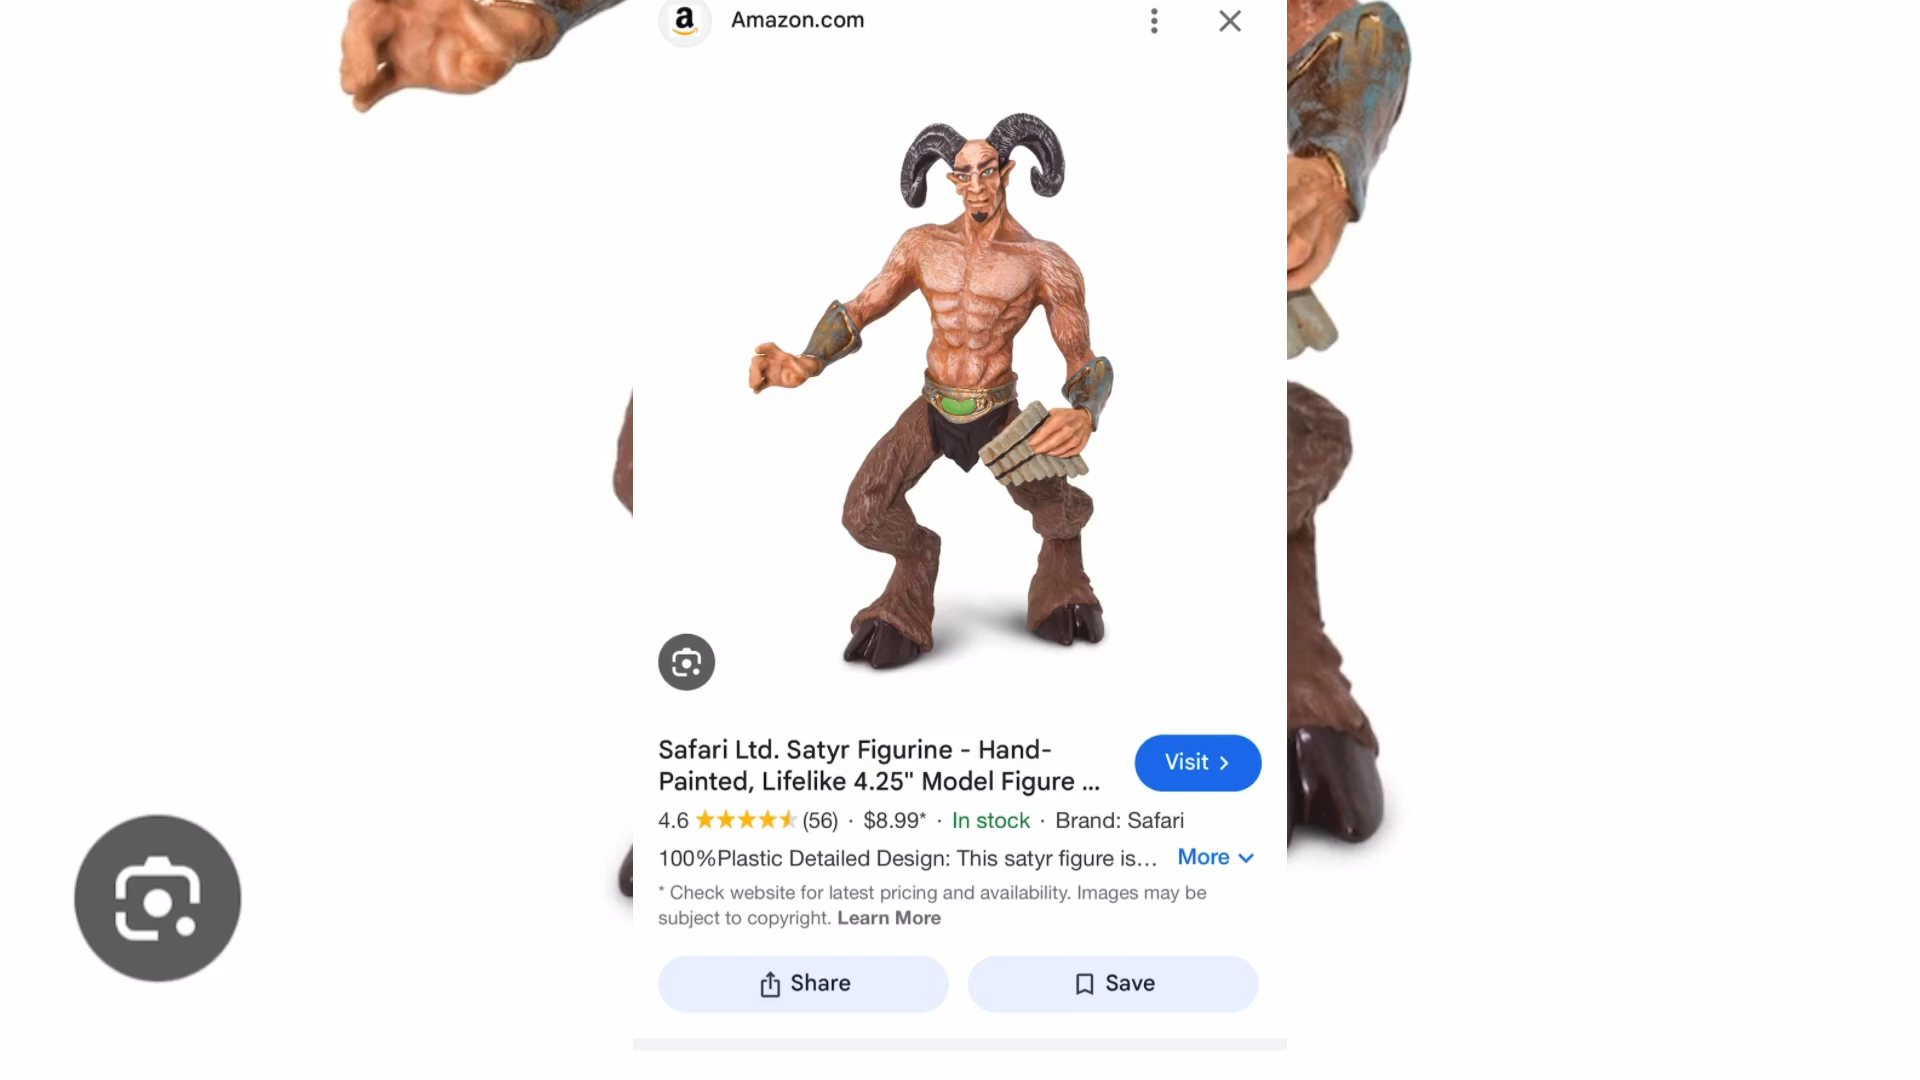 a Amazon.com
Safari Ltd. Satyr Figurine - Hand-
Painted, Lifelike 4.25" Model Figure ...
Visit
4.6 (56) · $8.99* · In stock · Brand: Safari
100%Plastic Detailed Design: This satyr figure is... More
* Check website for latest pricing and availability. Images may be
subject to copyright. Learn More
Share
Save